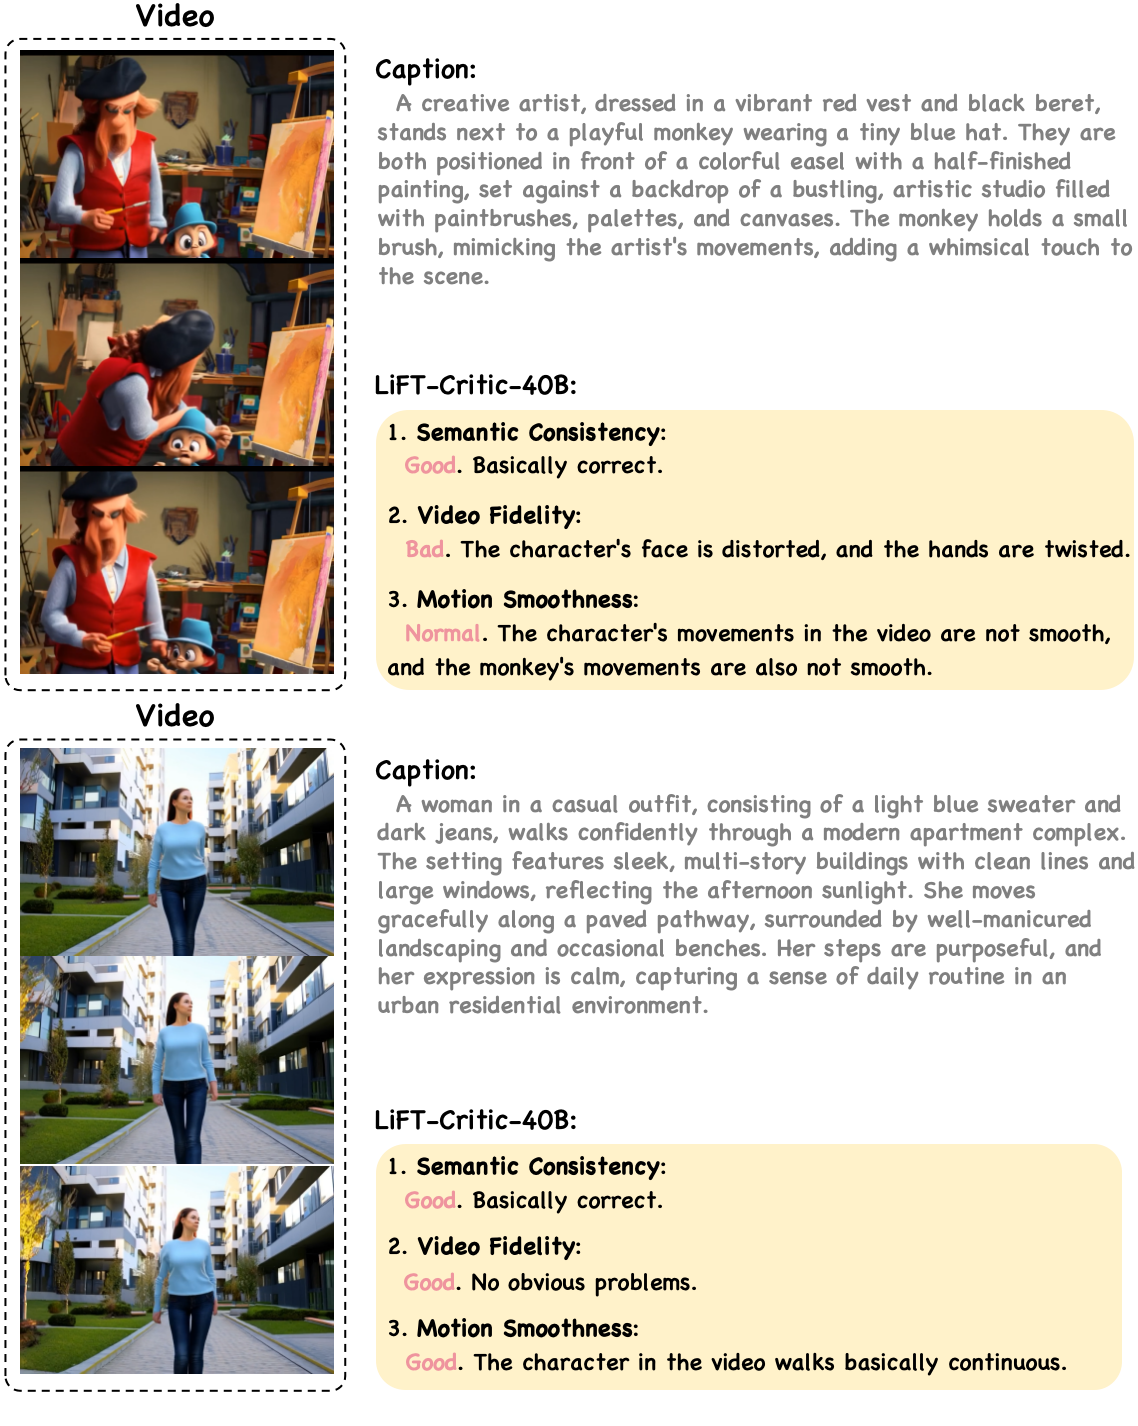 Video
Caption:
A creative artist, dressed in a vibrant red vest and black beret,
stands next to a playful monkey wearing a tiny blue hat. They are
both positioned in front of a colorful easel with a half-finished
painting, set against a backdrop of a bustling, artistic studio filled
with paintbrushes, palettes, and canvases. The monkey holds a small
brush, mimicking the artist's movements, adding a whimsical touch to
the scene.
LiFT-Critic-40B:
1. Semantic Consistency:
Good. Basically correct.
2. Video Fidelity:
Bad. The character's face is distorted, and the hands are twisted.
3. Motion Smoothness:
Normal. The character's movements in the video are not smooth,
and the monkey's movements are also not smooth.
Video
Caption:
A woman in a casual outfit, consisting of a light blue sweater and
dark jeans, walks confidently through a modern apartment complex.
The setting features sleek, multi-story buildings with clean lines and
large windows, reflecting the afternoon sunlight. She moves
gracefully along a paved pathway, surrounded by well-manicured
landscaping and occasional benches. Her steps are purposeful, and
her expression is calm, capturing a sense of daily routine in an
urban residential environment.
LiFT-Critic-40B:
1. Semantic Consistency:
Good. Basically correct.
2. Video Fidelity:
Good. No obvious problems.
3. Motion Smoothness:
Good. The character in the video walks basically continuous.